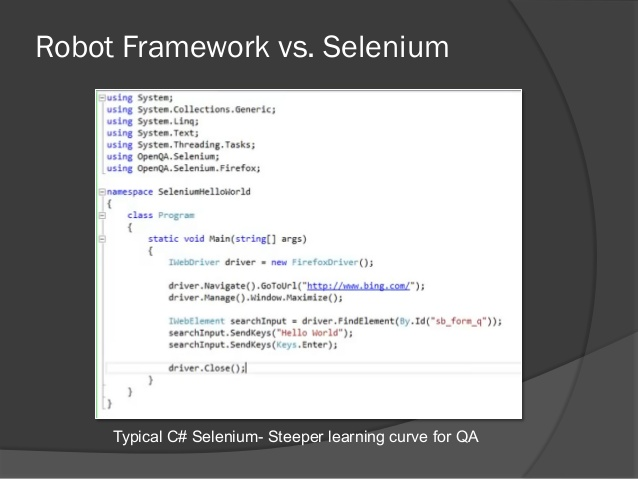 Robot Framework vs. Selenium
using System;
using System.Collections.Generic;
using System.Linq;
using System.Text;
using System.Threading.Tasks;
using OpenQA.Selenium;
using OpenQA.Selenium.Firefox;
namespace SeleniumHelloWorld
{
class Program
{
static void Main(string[] args)
{
IWebDriver driver = new FirefoxDriver();
driver.Navigate().GoToUrl("http://www.bing.com/");
driver.Manage().Window.Maximize();
IWebElement searchInput = driver.FindElement(By.Id("sb_form_q"));
searchInput.SendKeys("Hello World");
searchInput.SendKeys(Keys.Enter);
driver.Close();
}
}
}
Typical C# Selenium- Steeper learning curve for QA